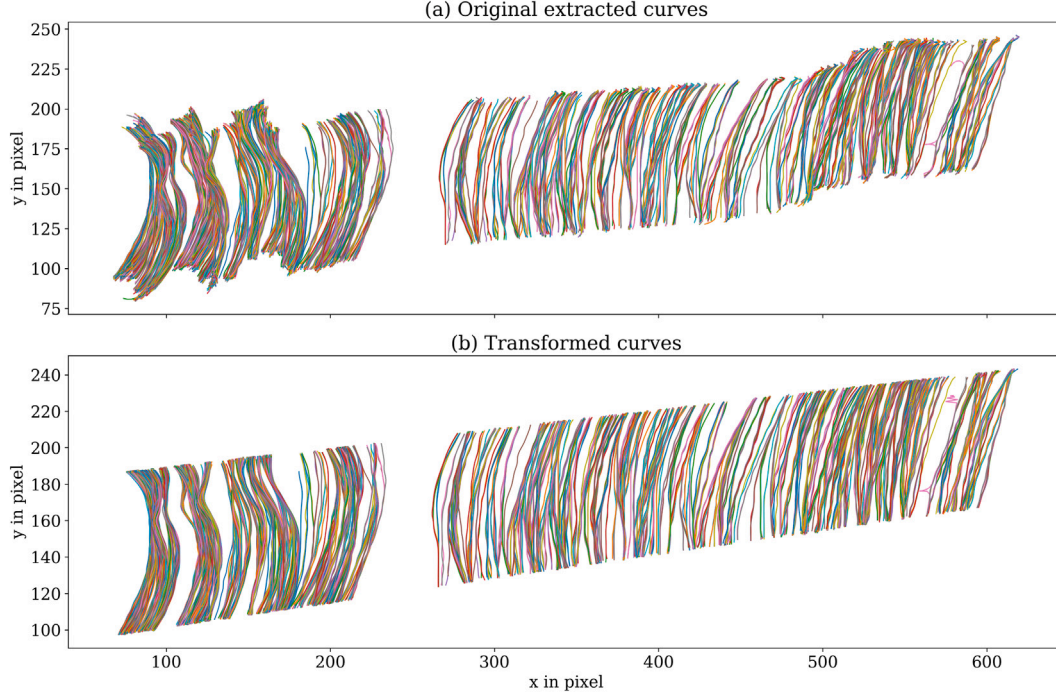 (a) Original extracted curves
250
225
200
175
150
125
100
75
y in pixel
(b) Transformed curves
240
220
200
180
160
140
120
100
y in pixel
100 200 300 400 500 600
x in pixel